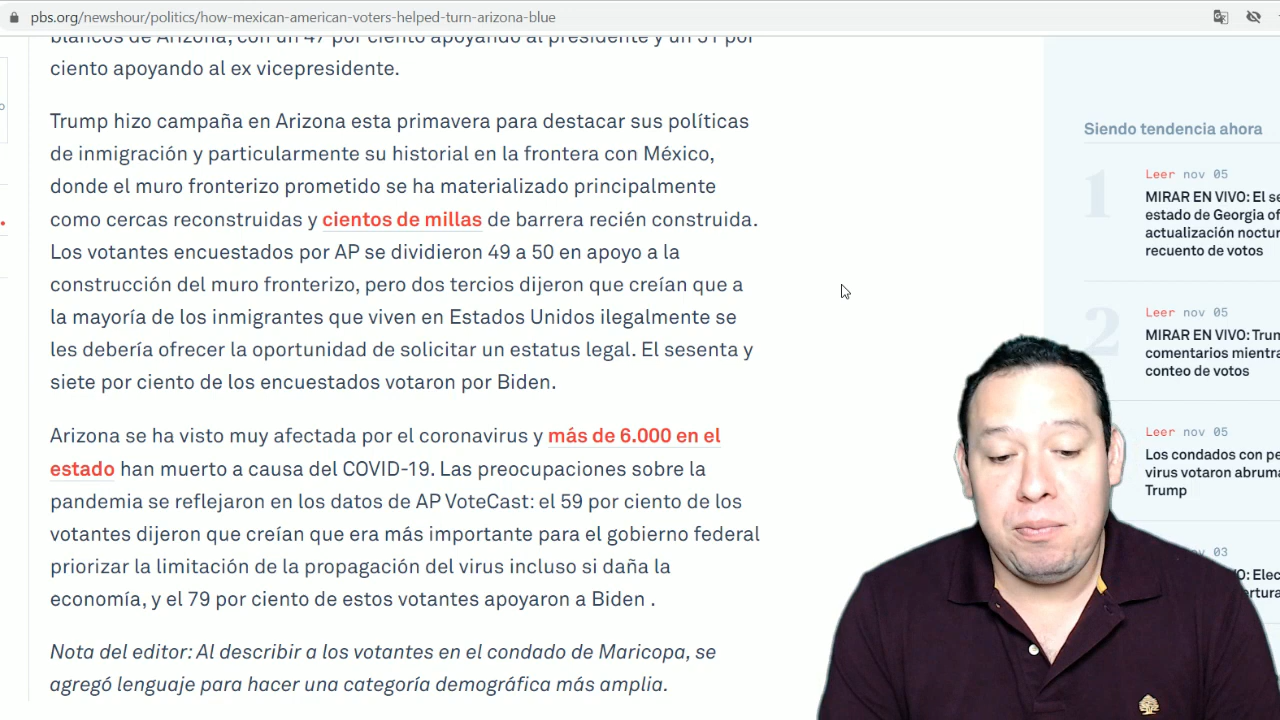 pbs.org/newshour/politics/how-mexican-american-voters-helped-turn-arizona-blue
blancos de Arizona, con un 47 por ciento apoyando al presidente y un 51 por
ciento apoyando al ex vicepresidente.
Trump hizo campaña en Arizona esta primavera para destacar sus políticas
de inmigración y particularmente su historial en la frontera con México,
donde el muro fronterizo prometido se ha materializado principalmente
como cercas reconstruidas y cientos de millas de barrera recién construida.
Los votantes encuestados por AP se dividieron 49 a 50 en apoyo a la
construcción del muro fronterizo, pero dos tercios dijeron que creían que a
la mayoría de los inmigrantes que viven en Estados Unidos ilegalmente se
les debería ofrecer la oportunidad de solicitar un estatus legal. El sesenta y
siete por ciento de los encuestados votaron por Biden.
Arizona se ha visto muy afectada por el coronavirus y más de 6.000 en el
estado han muerto a causa del COVID-19. Las preocupaciones sobre la
pandemia se reflejaron en los datos de AP VoteCast: el 59 por ciento de los
votantes dijeron que creían que era más importante para el gobierno federal
priorizar la limitación de la propagación del virus incluso si daña la
economía, y el 79 por ciento de estos votantes apoyaron a Biden .
Nota del editor: Al describir a los votantes en el condado de Maricopa, se
agregó lenguaje para hacer una categoría demográfica más amplia.
Siendo tendencia ahora
1
Leer nov 05
MIRAR EN VIVO: El se
estado de Georgia of
actualización noctur
recuento de votos
2
Leer nov 05
MIRAR EN VIVO: Trum
comentarios mientra
conteo de votos
Leer nov 05
Los condados con pe
virus votaron abruma
Trump
nov 03
VO: Elec